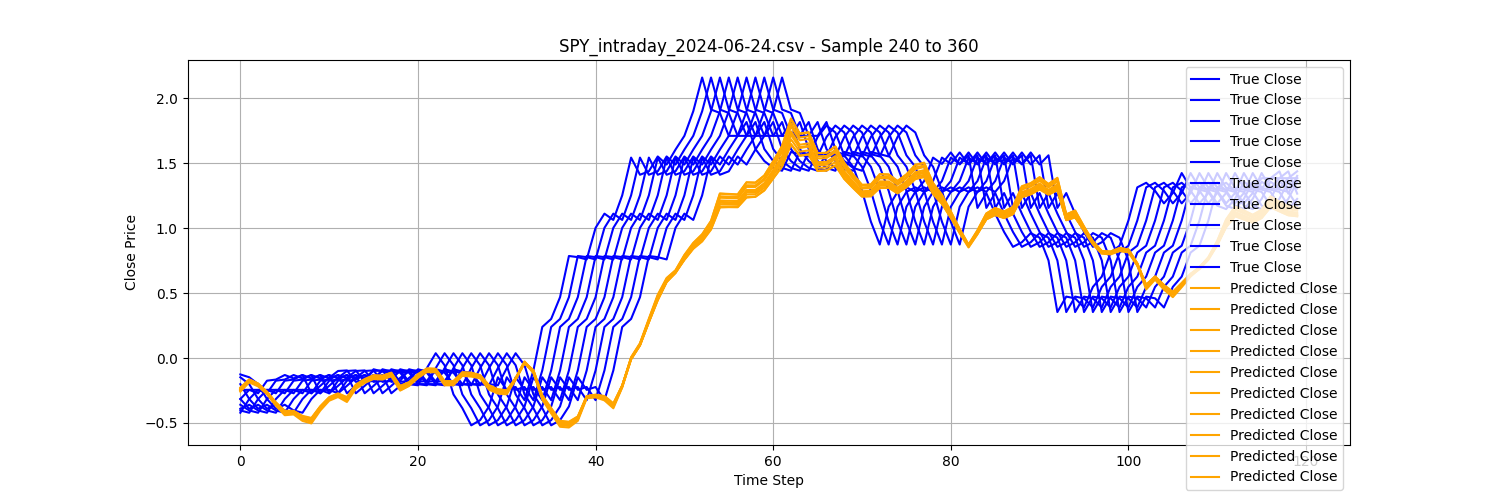 SPY_intraday_2024-06-24.csv - Sample 240 to 360
Close Price
2.0
1.5
1.0
0.5
0.0
−0.5
0
20
40
60
80
100
120
Time Step
True Close
True Close
True Close
True Close
True Close
True Close
True Close
True Close
True Close
True Close
Predicted Close
Predicted Close
Predicted Close
Predicted Close
Predicted Close
Predicted Close
Predicted Close
Predicted Close
Predicted Close
Predicted Close